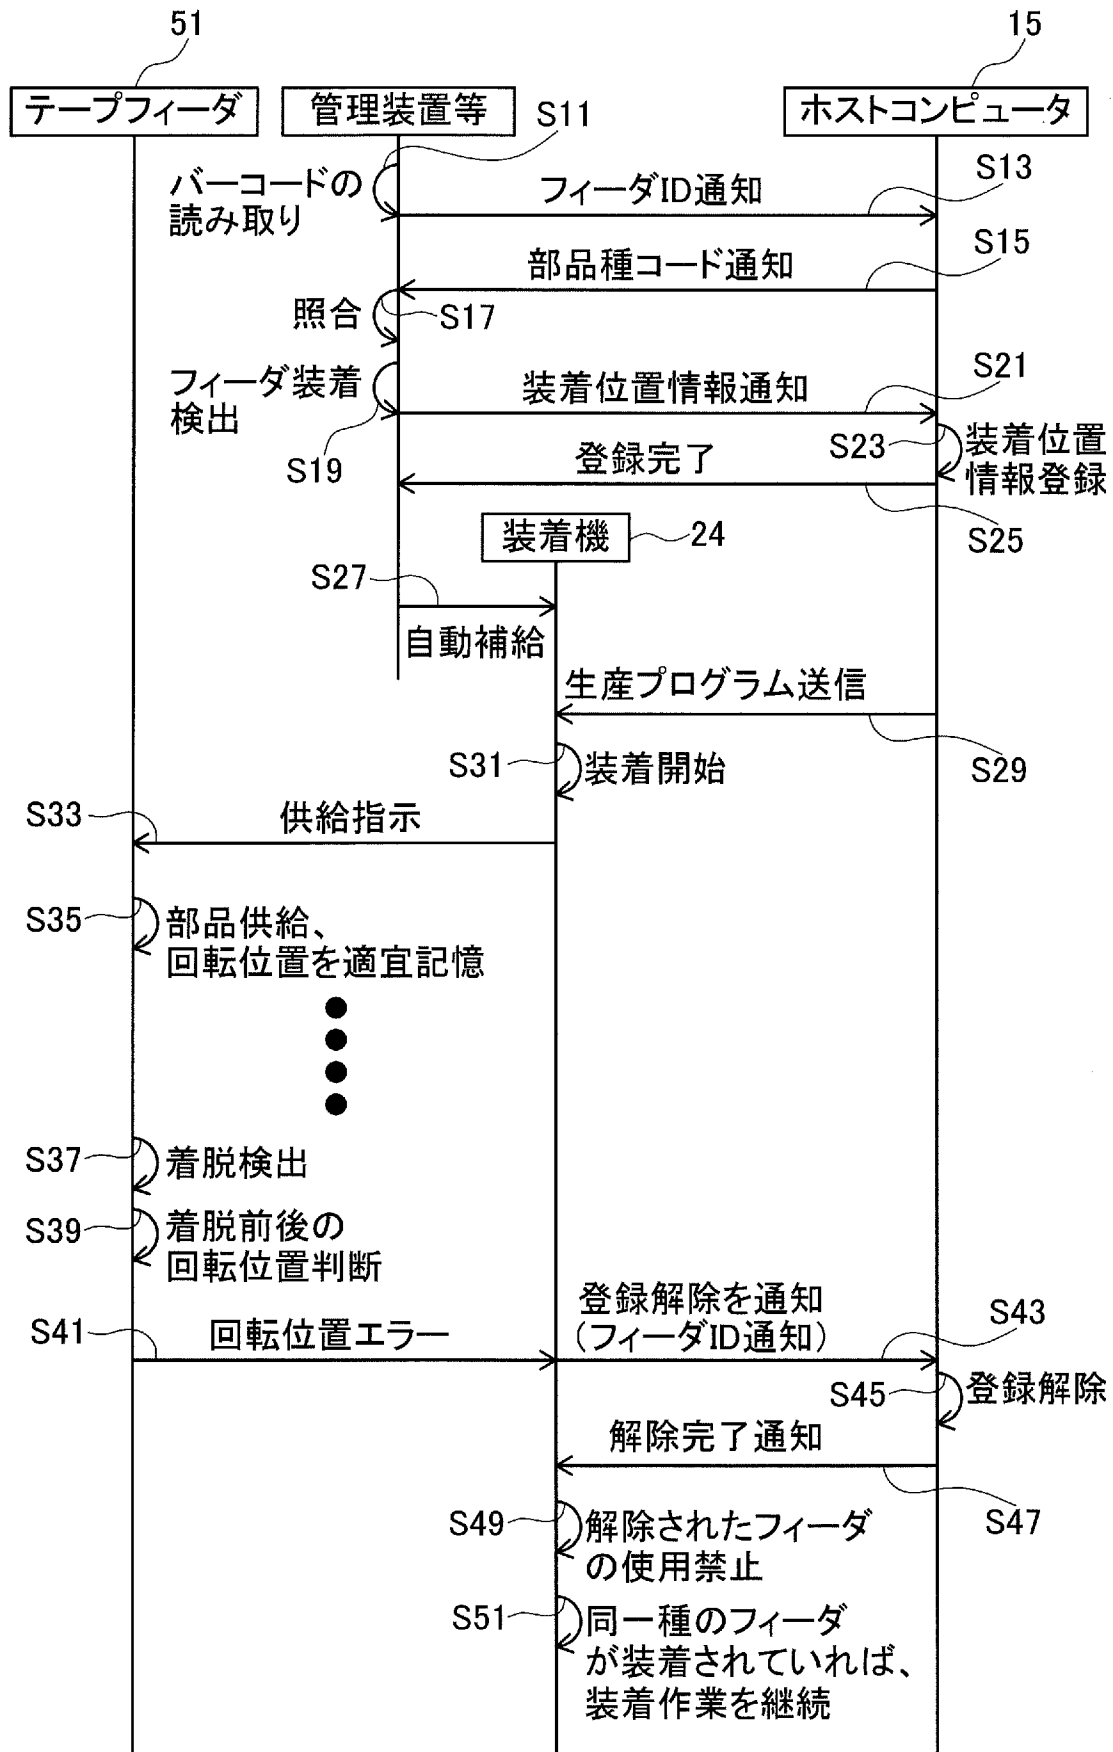 51
15
テープフィーダ
管理装置等
ホストコンピュータ
S11
バーコードの
読み取り
フィーダID通知
S13
部品種コード通知
S15
照合
S17
フィーダ装着
検出
S19
装着位置情報通知
S21
S23
装着位置
情報登録
登録完了
S25
装着機
24
S27
自動補給
生産プログラム送信
S29
S31
装着開始
S33
供給指示
S35
部品供給、
回転位置を適宜記憶
S37
着脱検出
S39
着脱前後の
回転位置判断
S41
回転位置エラー
登録解除を通知
(フィーダID通知)
S43
S45
登録解除
解除完了通知
S47
S49
解除されたフィーダ
の使用禁止
S51
同一種のフィーダ
が装着されていれば、
装着作業を継続